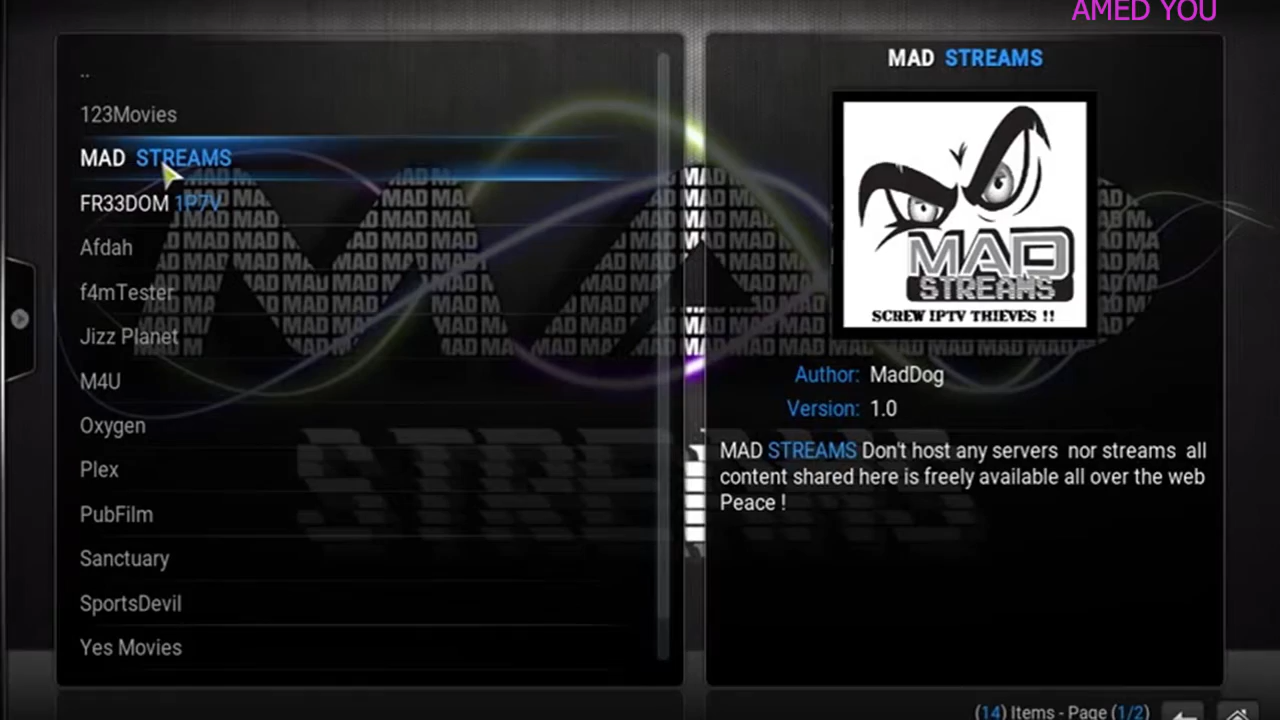 AMED YOU
..
123Movies
MAD STREAMS
FR33DOM 1P7V
Afdah
f4mTester
Jizz Planet
M4U
Oxygen
Plex
PubFilm
Sanctuary
SportsDevil
Yes Movies
MAD STREAMS
MAD
STREAMS
SCREW IPTV THIEVES !!
Author: MadDog
Version: 1.0
MAD STREAMS Don't host any servers nor streams all
content shared here is freely available all over the web
Peace !
(14) Items - Page (1/2)
MAD
STREAMS